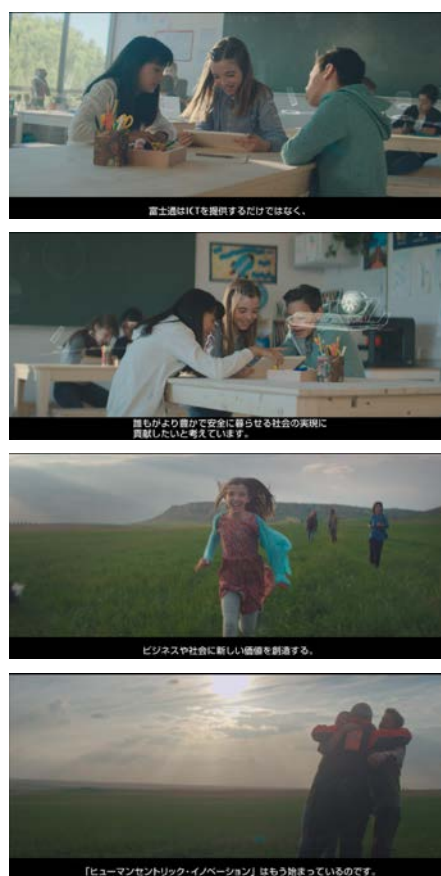 富士通はICTを提供するだけではなく、
誰もがより豊かで安全に暮らせる社会の実現に
貢献したいと考えています。
ビジネスや社会に新しい価値を創造する。
「ヒューマンセントリック・イノベーション」はもう始まっているのです。